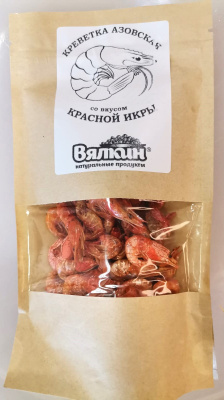 КРЕВЕТКА АЗОВСКАЯ
со вкусом
КРАСНОЙ ИКРЫ
Вялкин®
натуральные продукты